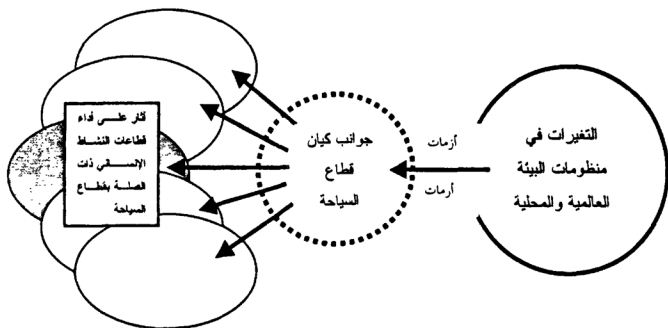 التغيرات في
منظومات البيئة
العالمية والمحلية
أزمات
أزمات
جوانب كيان
قطاع
السياحة
آثار على أداء
قطاعات النشاط
الإنساني ذات
الصلة بقطاع
السياحة